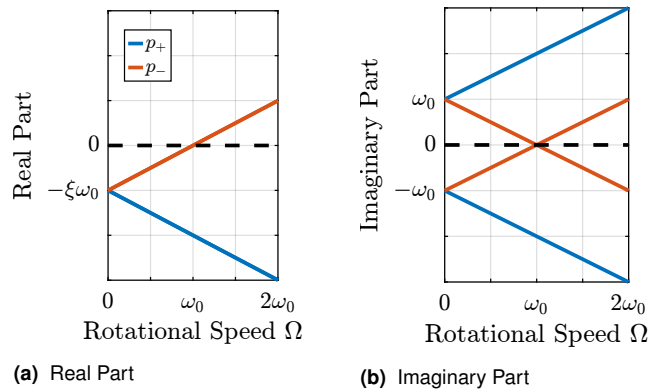 p₊
p₋
Real Part
0
−ξω₀
0
ω₀
2ω₀
Rotational Speed Ω
(a) Real Part
Imaginary Part
ω₀
0
−ω₀
0
ω₀
2ω₀
Rotational Speed Ω
(b) Imaginary Part